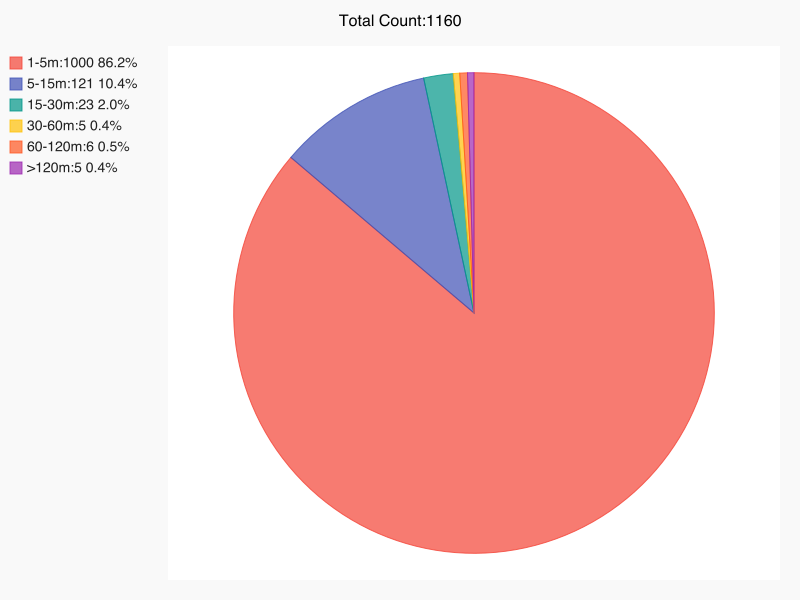 Total Count:1160
1-5m:1000 86.2%
5-15m:121 10.4%
15-30m:23 2.0%
30-60m:5 0.4%
60-120m:6 0.5%
>120m:5 0.4%